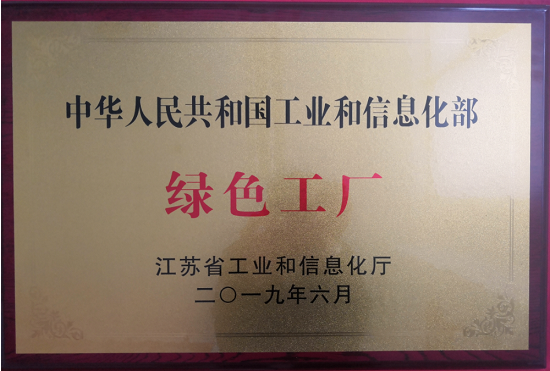 中华人民共和国工业和信息化部
绿色工厂
江苏省工业和信息化厅
二〇一九年六月